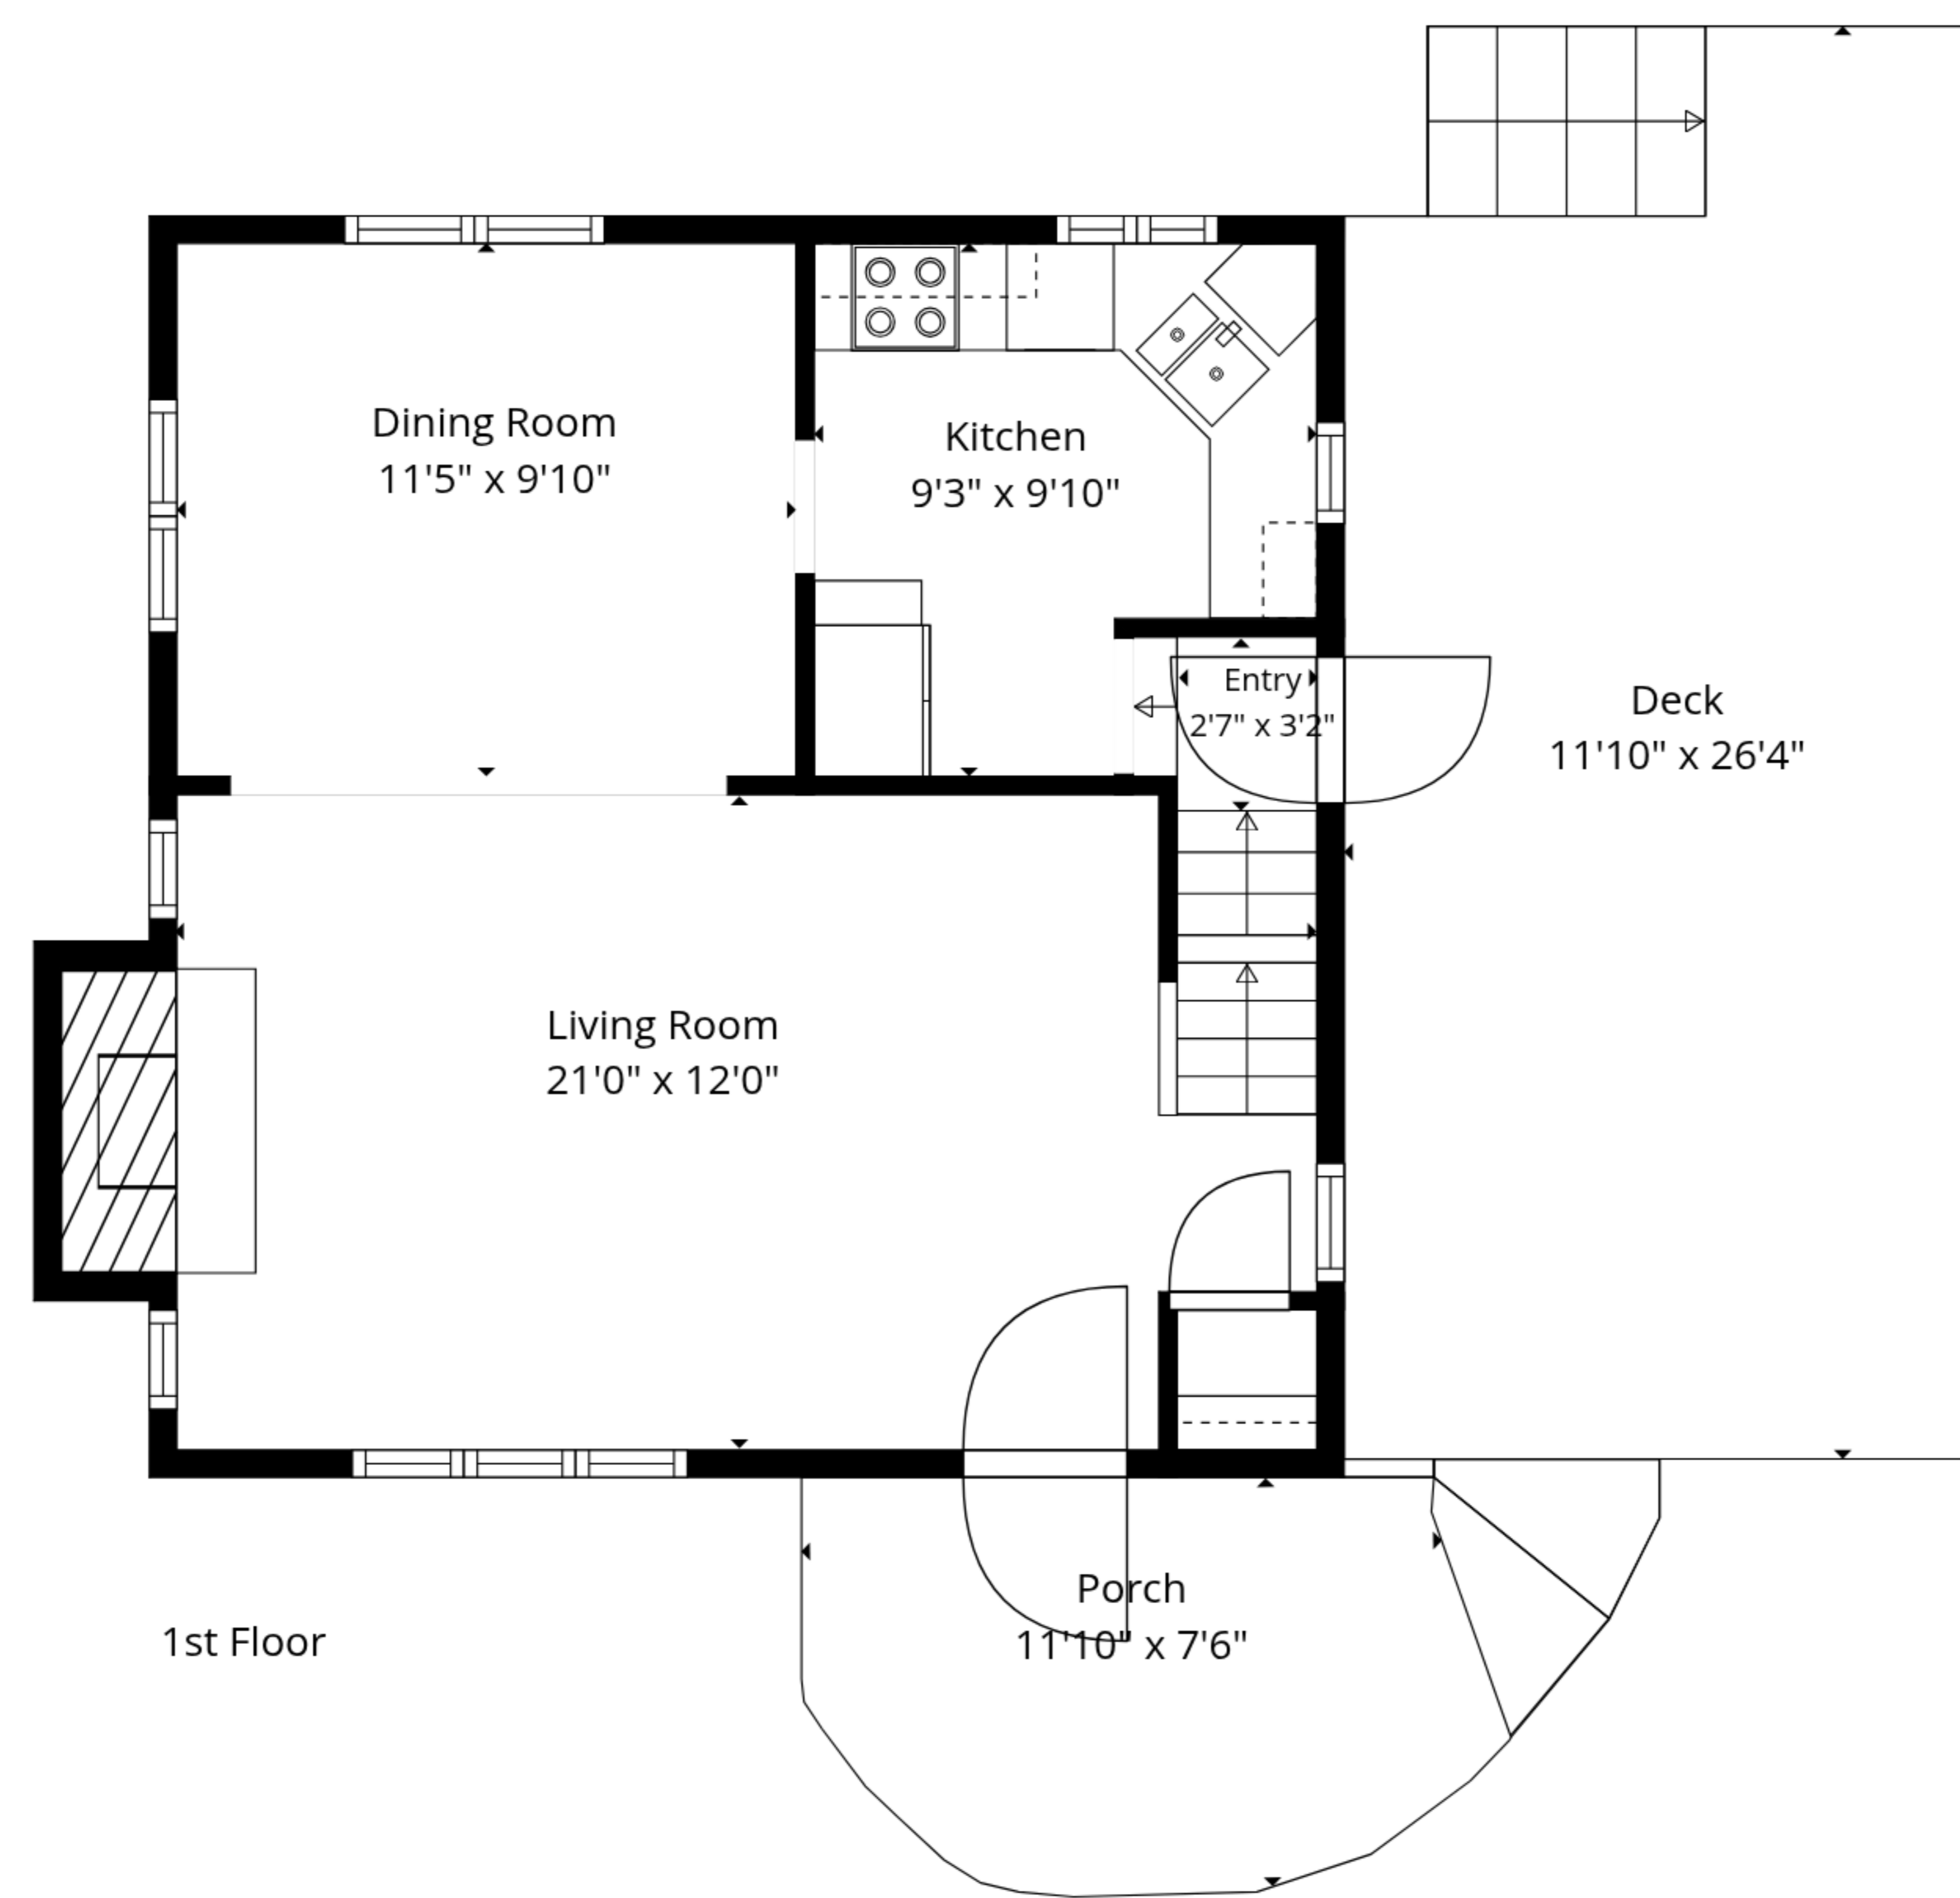 Dining Room
11'5" x 9'10"
Kitchen
9'3" x 9'10"
Entry
2'7" x 3'2"
Deck
11'10" x 26'4"
Living Room
21'0" x 12'0"
Porch
11'10" x 7'6"
1st Floor